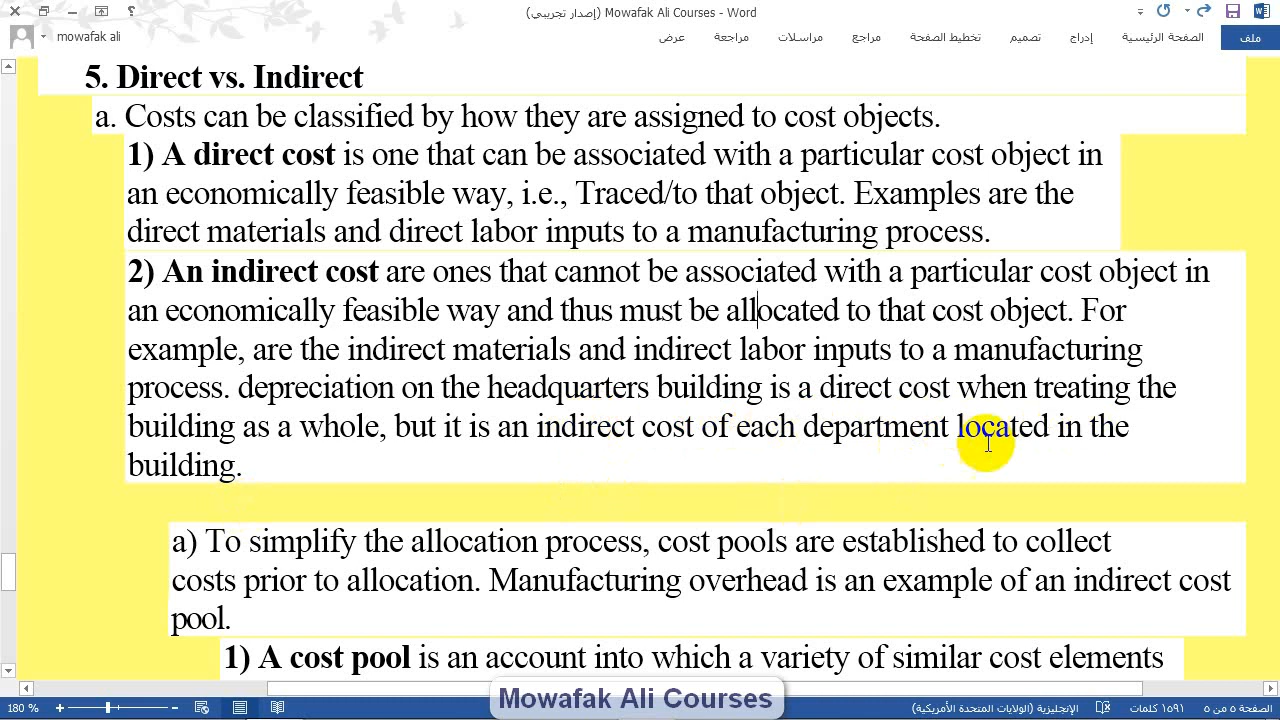 Mowafak Ali Courses - Word (إصدار تجريبي)
mowafak ali
ملف
الصفحة الرئيسية
إدراج
تصميم
تخطيط الصفحة
مراجع
مراسلات
مراجعة
عرض
5. Direct vs. Indirect
a. Costs can be classified by how they are assigned to cost objects.
1) A direct cost is one that can be associated with a particular cost object in
an economically feasible way, i.e., Traced/to that object. Examples are the
direct materials and direct labor inputs to a manufacturing process.
2) An indirect cost are ones that cannot be associated with a particular cost object in
an economically feasible way and thus must be allocated to that cost object. For
example, are the indirect materials and indirect labor inputs to a manufacturing
process. depreciation on the headquarters building is a direct cost when treating the
building as a whole, but it is an indirect cost of each department located in the
building.
a) To simplify the allocation process, cost pools are established to collect
costs prior to allocation. Manufacturing overhead is an example of an indirect cost
pool.
1) A cost pool is an account into which a variety of similar cost elements
Mowafak Ali Courses
180 %
الإنجليزية (الولايات المتحدة الأمريكية)
١٥٩١ كلمات
الصفحة ٥ من ٥